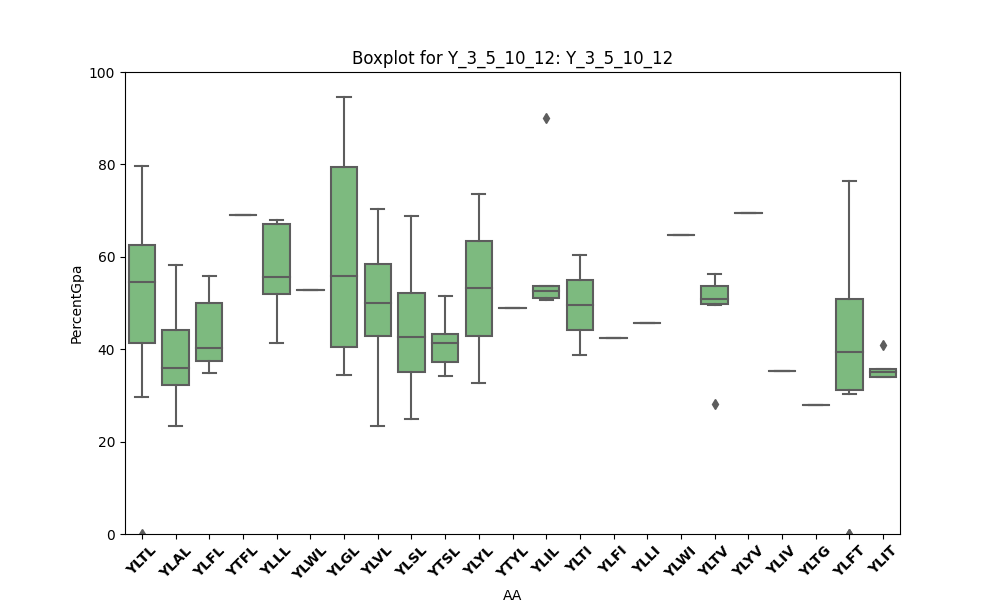 Boxplot for Y_3_5_10_12: Y_3_5_10_12
100
80
60
40
20
0
PercentGpa
YLTL YLAL YLFL YTFL YLLL YLWL YLGL YLVL YLSL YTSL YLYL YTYL YLIL YLTI YLFI YLLI YLWI YLTV YLYV YLIV YLTG YLFT YLIT
AA